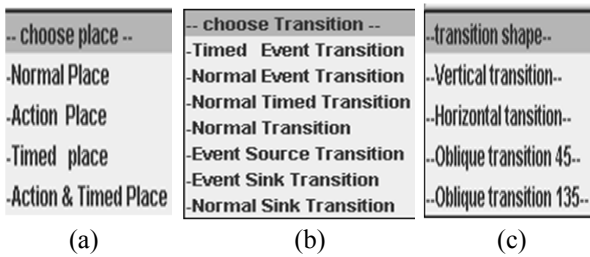 -- choose place --
-Normal Place
-Action Place
-Timed place
-Action & Timed Place
(a)
-- choose Transition --
-Timed Event Transition
-Normal Event Transition
-Normal Timed Transition
-Normal Transition
-Event Source Transition
-Event Sink Transition
-Normal Sink Transition
(b)
--transition shape--
--Vertical transition--
--Horizontal tansition--
--Oblique transition 45--
--Oblique transition 135--
(c)